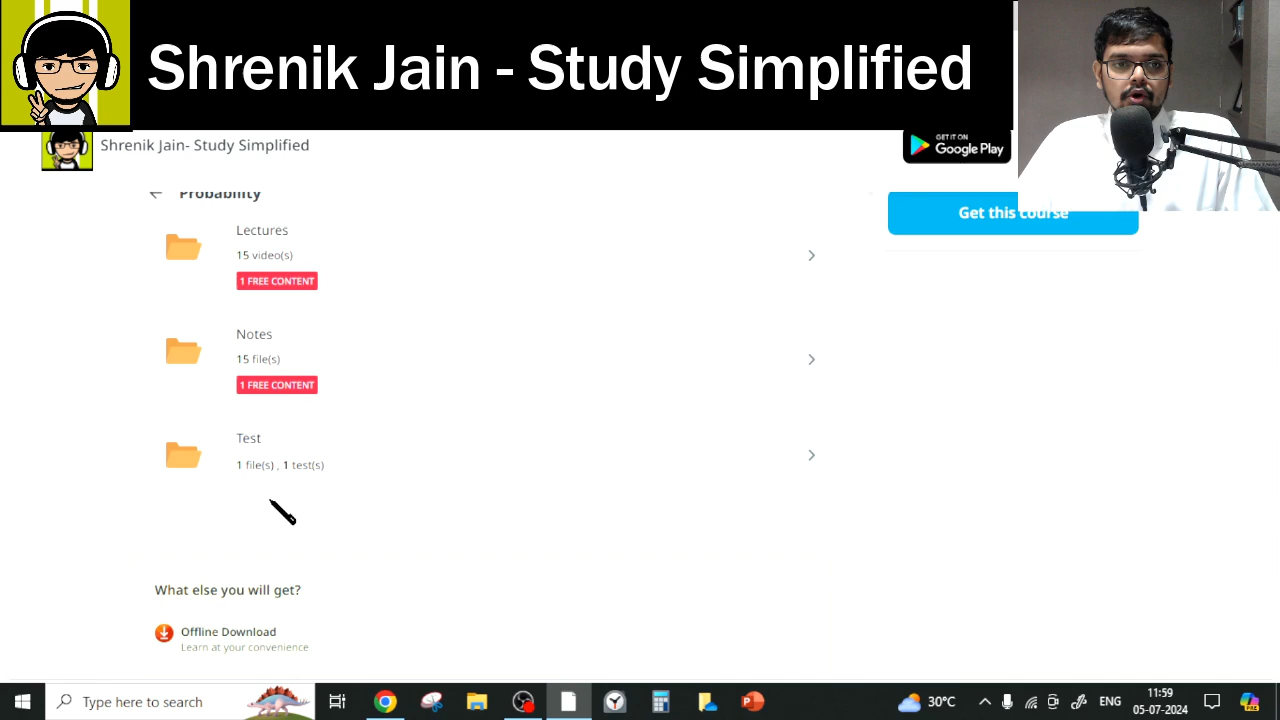 Shrenik Jain - Study Simplified
Shrenik Jain- Study Simplified
GET IT ON
Google Play
Probability
Get this course
Lectures
15 video(s)
1 FREE CONTENT
Notes
15 file(s)
1 FREE CONTENT
Test
1 file(s) , 1 test(s)
What else you will get?
Offline Download
Learn at your convenience
Type here to search
30°C
ENG
11:59
05-07-2024
PRE